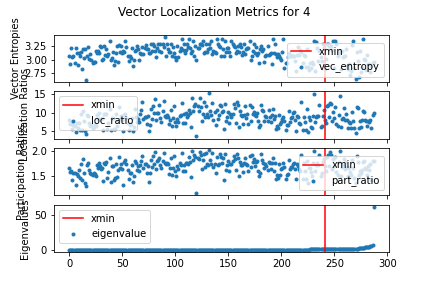 Vector Localization Metrics for 4
Vector Entropies
3.25
3.00
2.75
xmin
vec_entropy
Localization Ratios
15
10
5
xmin
loc_ratio
Participation Ratios
2.0
1.5
xmin
part_ratio
Eigenvalues
50
0
xmin
eigenvalue
0
50
100
150
200
250
300